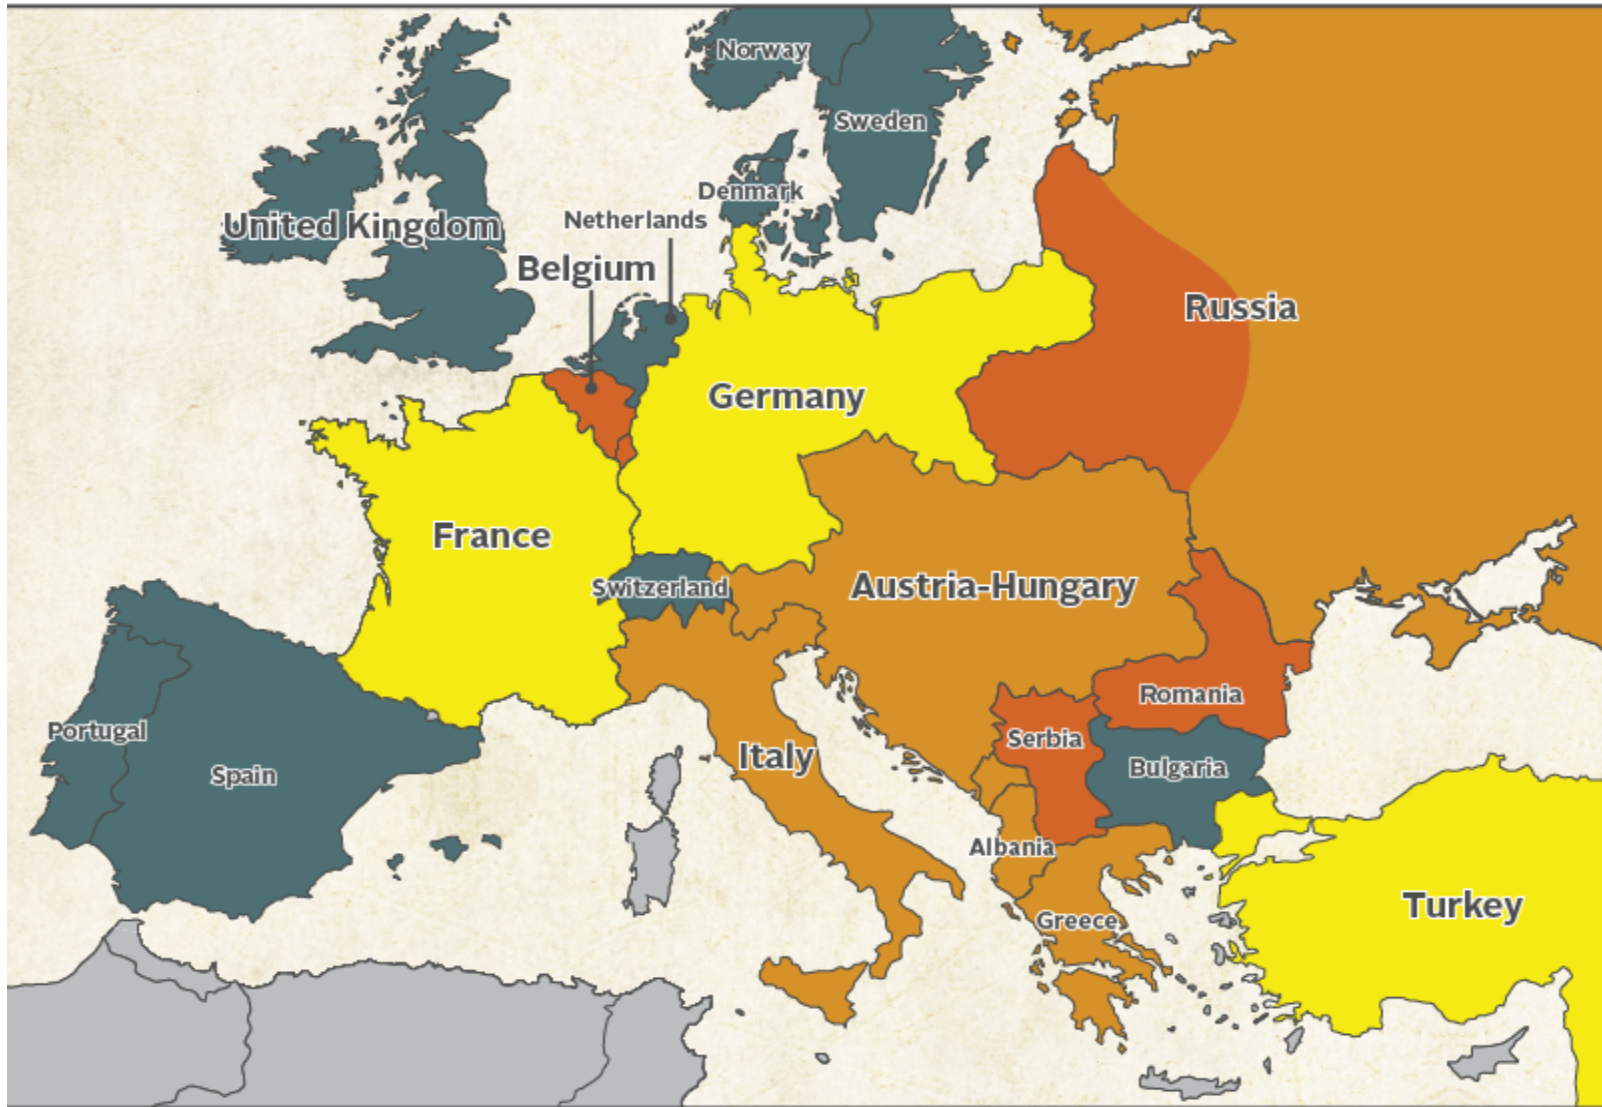 Norway
Sweden
Denmark
Netherlands
United Kingdom
Belgium
Russia
Germany
France
Switzerland
Austria-Hungary
Romania
Portugal
Serbia
Italy
Bulgaria
Spain
Albania
Turkey
Greece